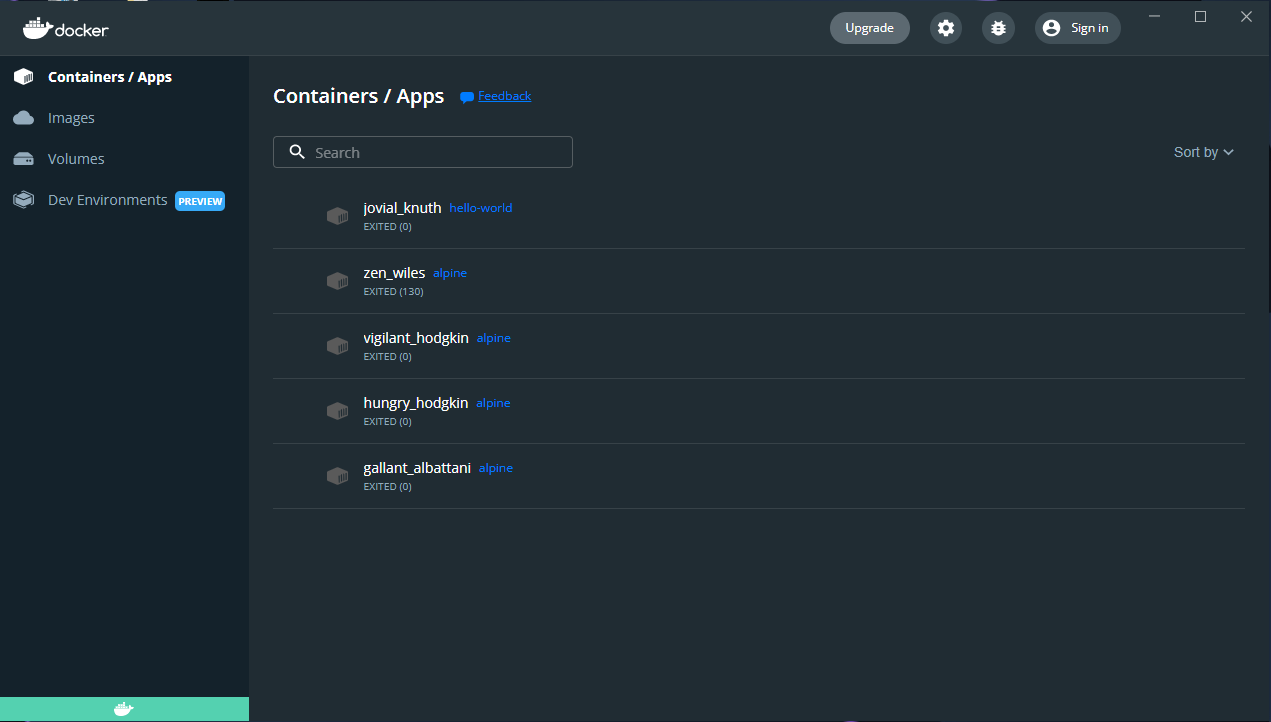 docker
Upgrade
Sign in
Containers / Apps
Images
Volumes
Dev Environments PREVIEW
Containers / Apps Feedback
Search
Sort by
jovial_knuth hello-world
EXITED (0)
zen_wiles alpine
EXITED (130)
vigilant_hodgkin alpine
EXITED (0)
hungry_hodgkin alpine
EXITED (0)
gallant_albattani alpine
EXITED (0)